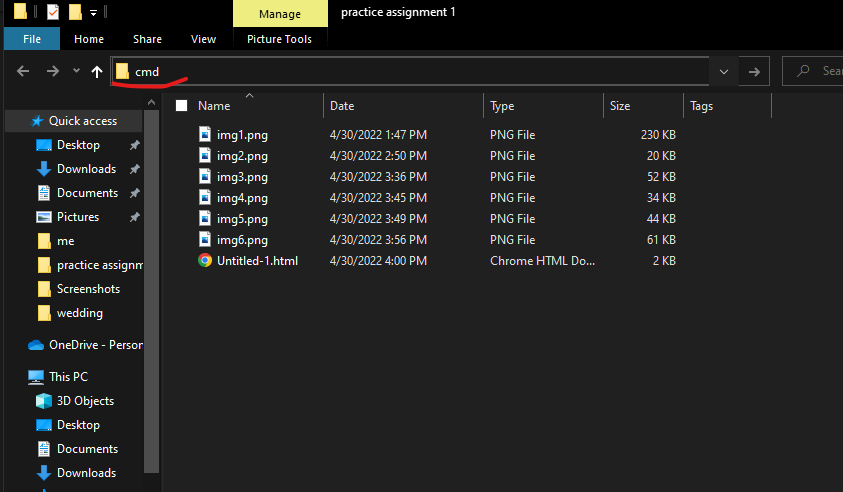 Manage practice assignment 1
File Home Share View Picture Tools
cmd Sea
Name Date Type Size Tags
Quick access
Desktop
Downloads
Documents
Pictures
me
practice assignm
Screenshots
wedding
OneDrive - Person
This PC
3D Objects
Desktop
Documents
Downloads
img1.png 4/30/2022 1:47 PM PNG File 230 KB
img2.png 4/30/2022 2:50 PM PNG File 20 KB
img3.png 4/30/2022 3:36 PM PNG File 52 KB
img4.png 4/30/2022 3:45 PM PNG File 34 KB
img5.png 4/30/2022 3:49 PM PNG File 44 KB
img6.png 4/30/2022 3:56 PM PNG File 61 KB
Untitled-1.html 4/30/2022 4:00 PM Chrome HTML Do... 2 KB